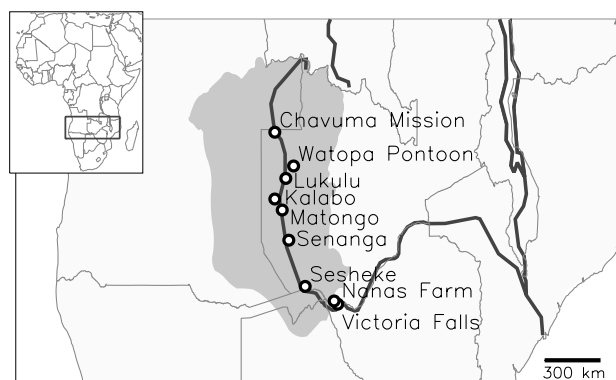 Chavuma Mission
Watopa Pontoon
Lukulu
Kalabo
Matongo
Senanga
Sesheke
Nanas Farm
Victoria Falls
300 km